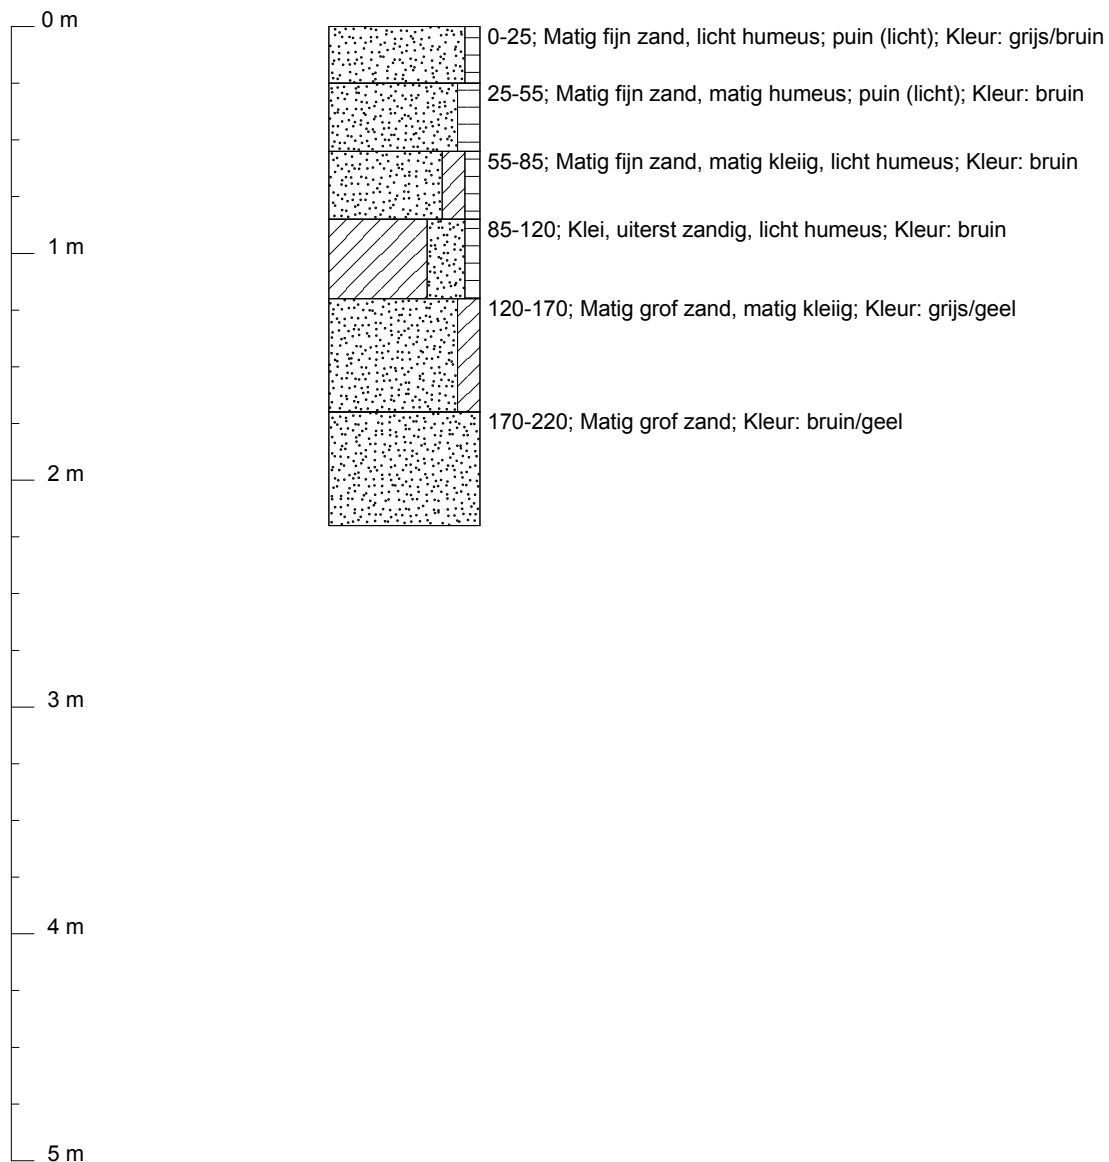 0 m
0-25; Matig fijn zand, licht humeus; puin (licht); Kleur: grijs/bruin
25-55; Matig fijn zand, matig humeus; puin (licht); Kleur: bruin
55-85; Matig fijn zand, matig kleiig, licht humeus; Kleur: bruin
85-120; Klei, uiterst zandig, licht humeus; Kleur: bruin
1 m
120-170; Matig grof zand, matig kleiig; Kleur: grijs/geel
170-220; Matig grof zand; Kleur: bruin/geel
2 m
3 m
4 m
5 m